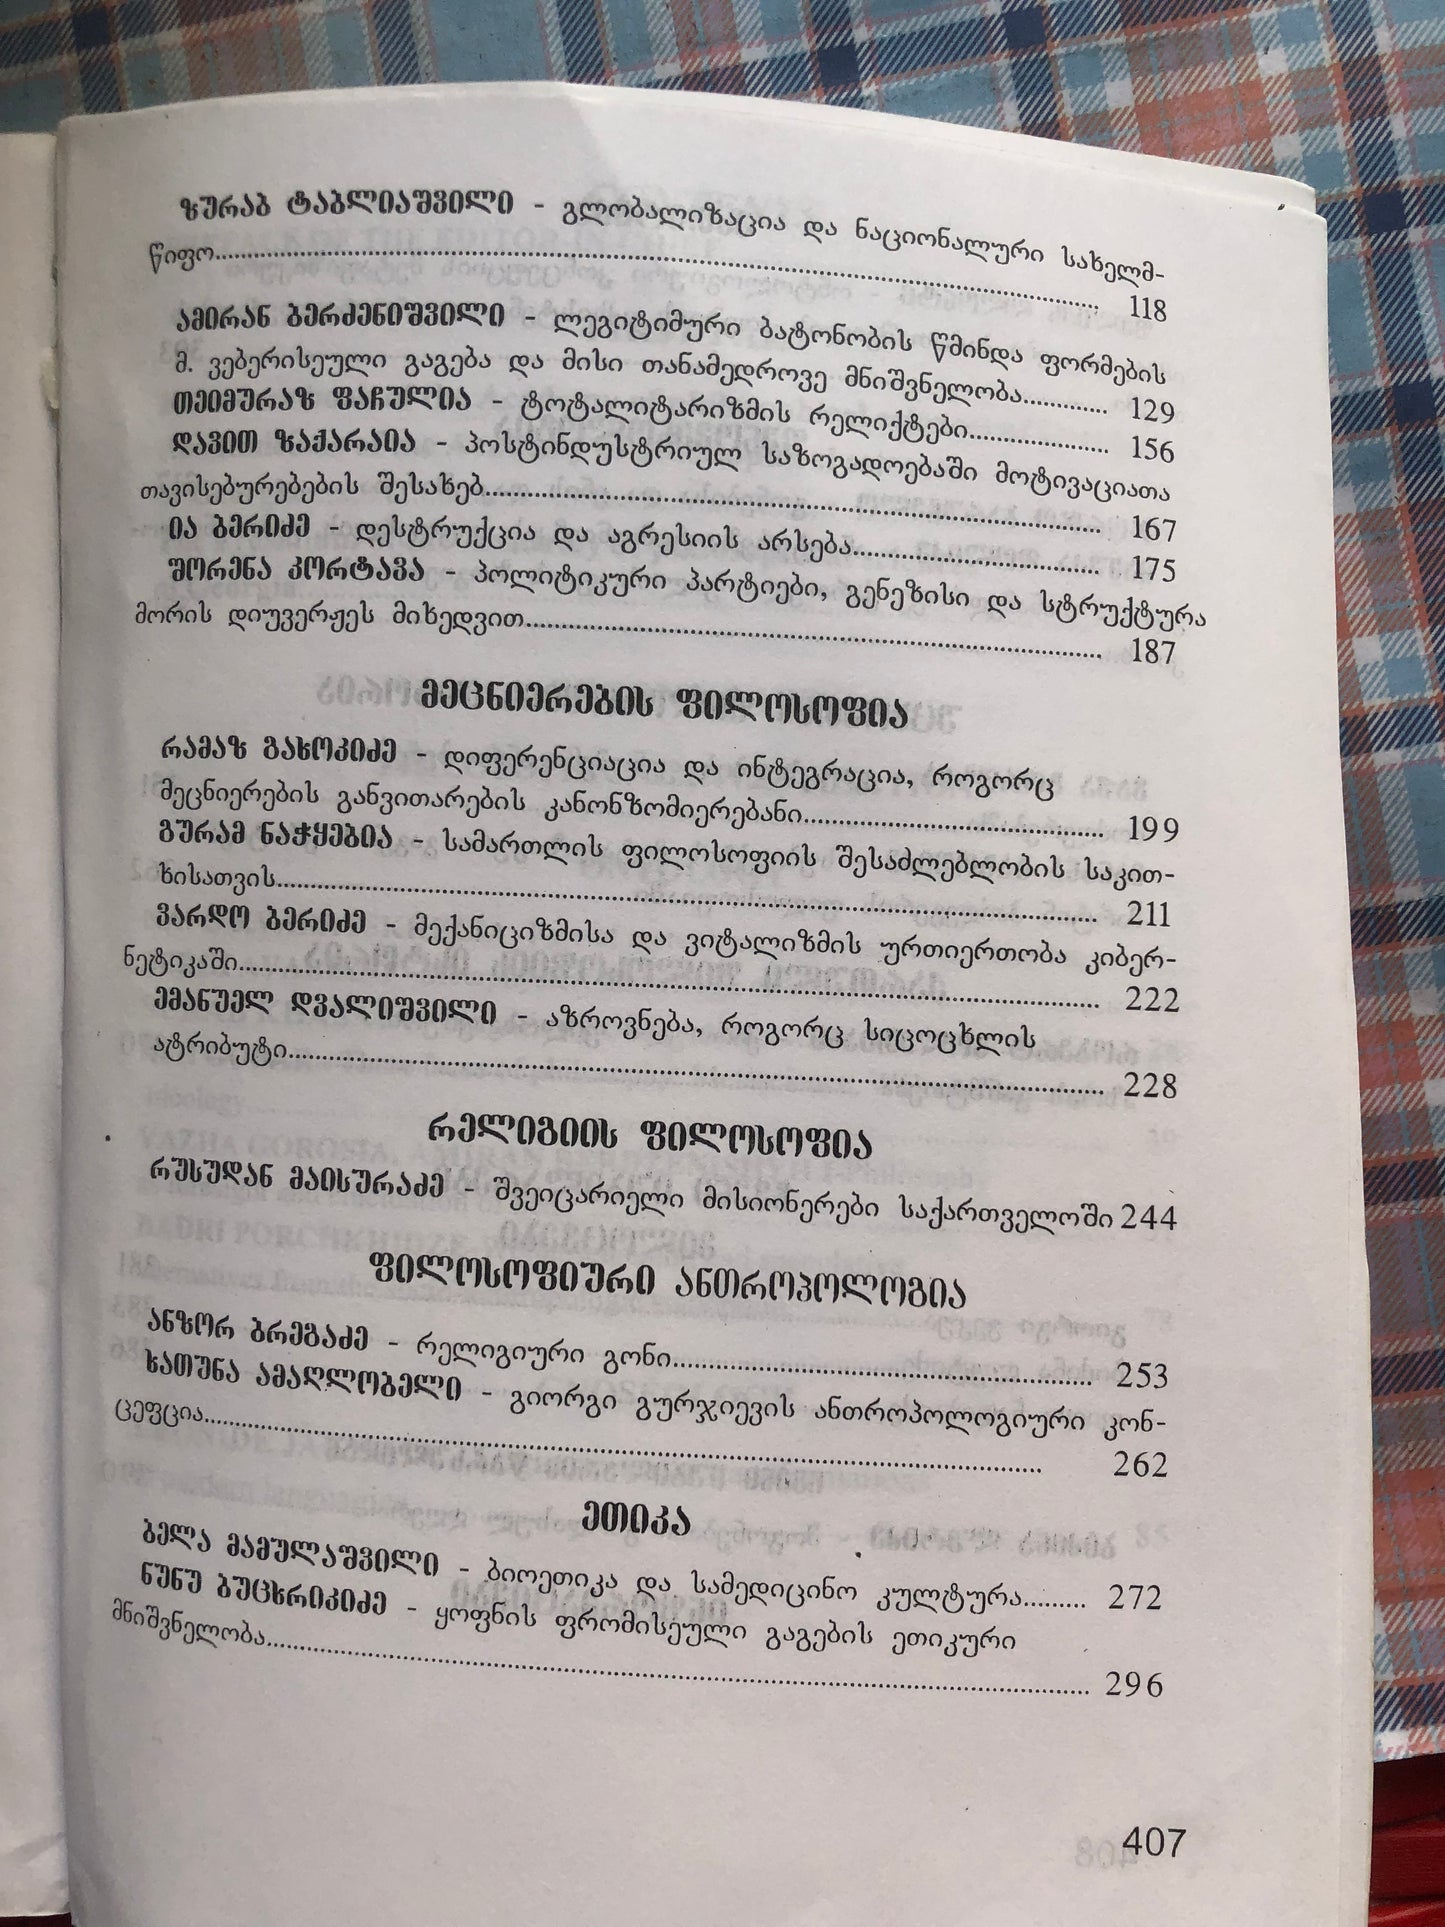 ზურაბ ტაბლიაშვილი - გლობალიზაცია და ნაციონალური სახელმ-
წიფო........................................................................................ 118
ამირან ბერძენიშვილი - ლეგიტიმური ბატონობის წმინდა ფორმების
მ. ვებერისეული გაგება და მისი თანამედროვე მნიშვნელობა............. 129
თეიმურაზ ფაჩულია - ტოტალიტარიზმის რელიქტები...................... 156
დავით ზაქარაია - პოსტინდუსტრიულ საზოგადოებაში მოტივაციათა
თავისებურებების შესახებ............................................................ 167
ია ბერიძე - დესტრუქცია და აგრესიის არსება................................. 175
შორენა კორტავა - პოლიტიკური პარტიები, გენეზისი და სტრუქტურა
მორის დიუვერჟეს მიხედვით....................................................... 187
მეცნიერების ფილოსოფია
რამაზ გახოკიძე - დიფერენციაცია და ინტეგრაცია, როგორც
მეცნიერების განვითარების კანონზომიერებანი............................... 199
გურამ ნაჭყებია - სამართლის ფილოსოფიის შესაძლებლობის საკით-
ხისათვის................................................................................... 211
ვარდო ბერიძე - მექანიციზმისა და ვიტალიზმის ურთიერთობა კიბერ-
ნეტიკაში................................................................................... 222
ემანუელ დვალიშვილი - აზროვნება, როგორც სიცოცხლის
ატრიბუტი................................................................................. 228
რელიგიის ფილოსოფია
რუსუდან მაისურაძე - შვეიცარიელი მისიონერები საქართველოში 244
ფილოსოფიური ანთროპოლოგია
ანზორ ბრეგაძე - რელიგიური გონი............................................. 253
ხათუნა ამაღლობელი - გიორგი გურჯიევის ანთროპოლოგიური კონ-
ცეფცია..................................................................................... 262
ეთიკა
ბელა მამულაშვილი - ბიოეთიკა და სამედიცინო კულტურა......... 272
ნუნუ ბუცხრიკიძე - ყოფნის ფრომისეული გაგების ეთიკური
მნიშვნელობა............................................................................. 296
407